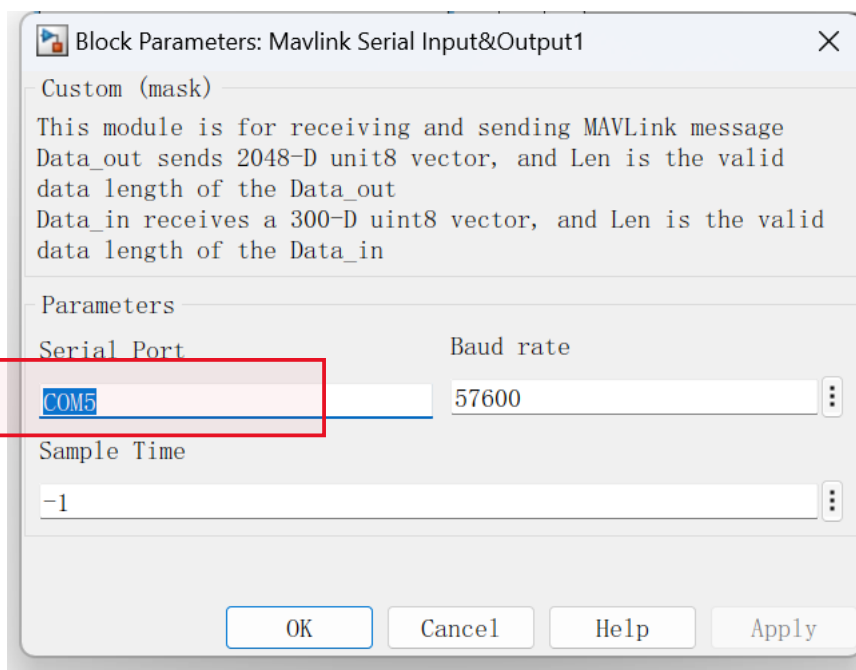 Block Parameters: Mavlink Serial Input&Output1
Custom (mask)
This module is for receiving and sending MAVLink message
Data_out sends 2048-D unit8 vector, and Len is the valid
data length of the Data_out
Data_in receives a 300-D uint8 vector, and Len is the valid
data length of the Data_in
Parameters
Serial Port
Baud rate
COM5
57600
Sample Time
-1
OK
Cancel
Help
Apply